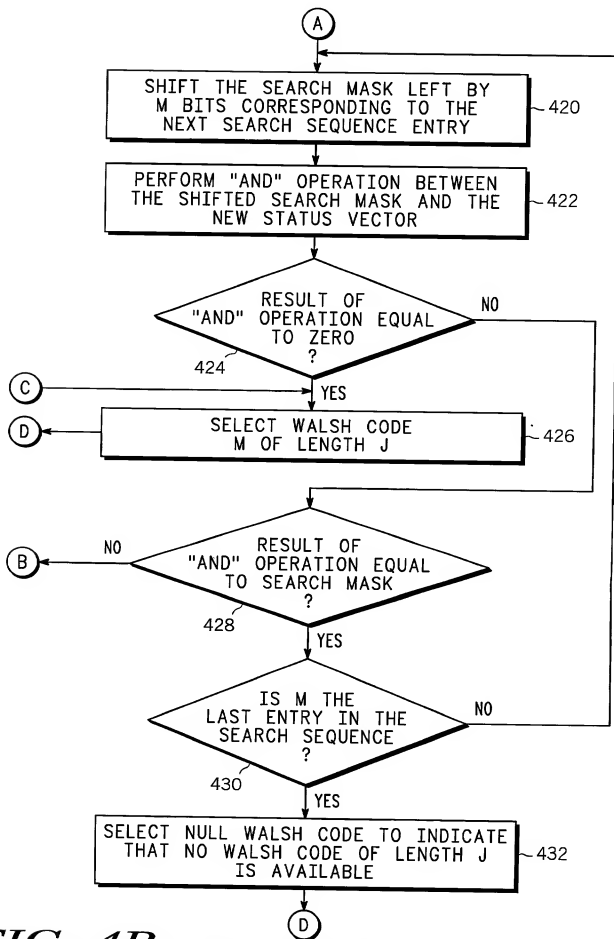 A
SHIFT THE SEARCH MASK LEFT BY
M BITS CORRESPONDING TO THE
NEXT SEARCH SEQUENCE ENTRY
420
PERFORM "AND" OPERATION BETWEEN
THE SHIFTED SEARCH MASK AND THE
NEW STATUS VECTOR
422
RESULT OF
"AND" OPERATION EQUAL
TO ZERO
?
NO
424
C
YES
SELECT WALSH CODE
M OF LENGTH J
D
426
RESULT OF
"AND" OPERATION EQUAL
TO SEARCH MASK
?
NO
B
428
YES
IS M THE
LAST ENTRY IN THE
SEARCH SEQUENCE
?
NO
430
YES
SELECT NULL WALSH CODE TO INDICATE
THAT NO WALSH CODE OF LENGTH J
IS AVAILABLE
432
D